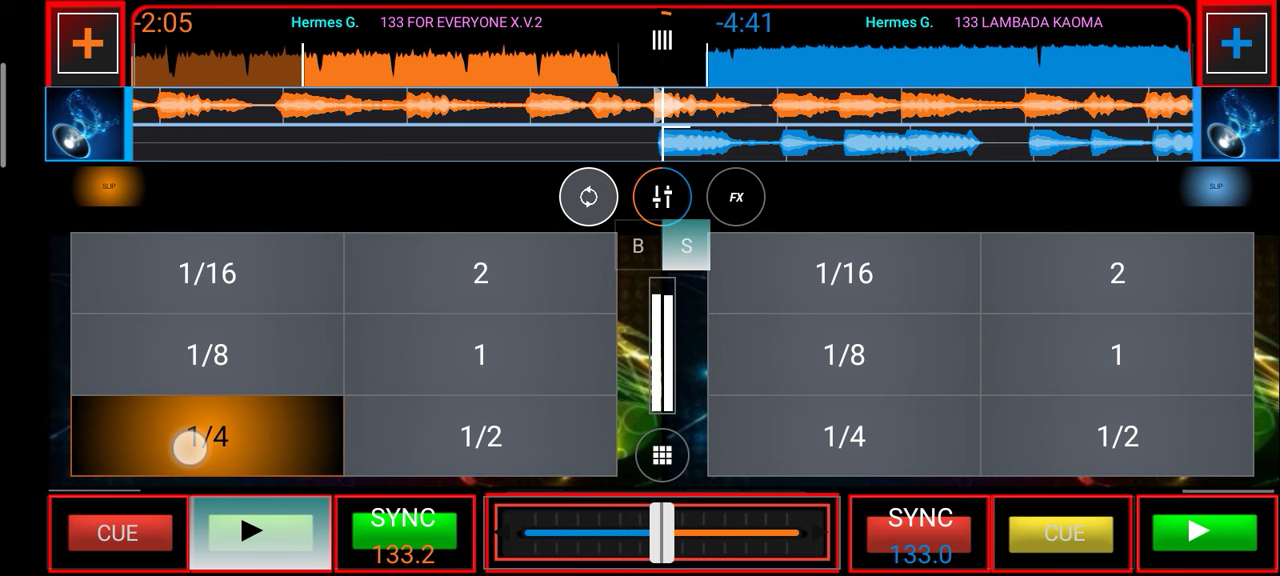 -2:05 Hermes G. 133 FOR EVERYONE X.V.2 -4:41 Hermes G. 133 LAMBADA KAOMA
SLIP SLIP
FX
B S
1/16 2 1/16 2
1/8 1 1/8 1
1/4 1/2 1/4 1/2
CUE SYNC SYNC CUE
133.2 133.0